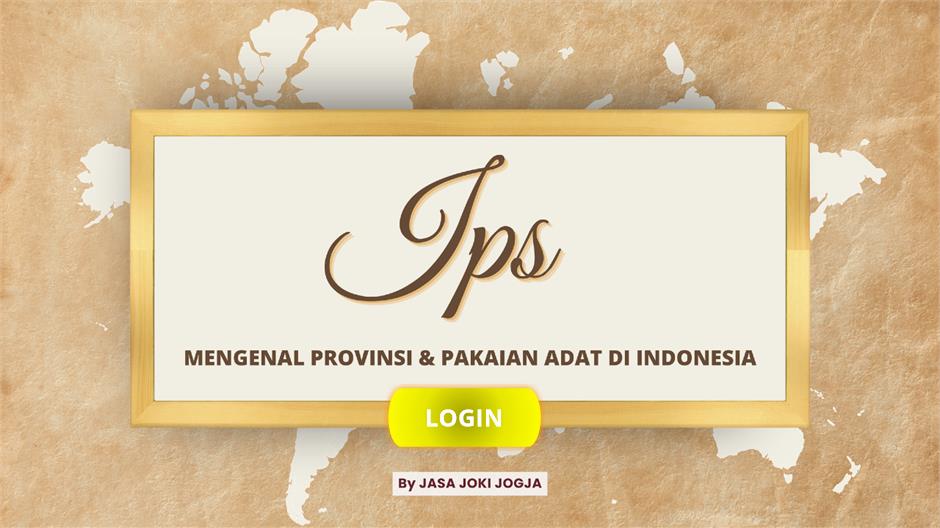 Ips
MENGENAL PROVINSI & PAKAIAN ADAT DI INDONESIA
LOGIN
By JASA JOKI JOGJA